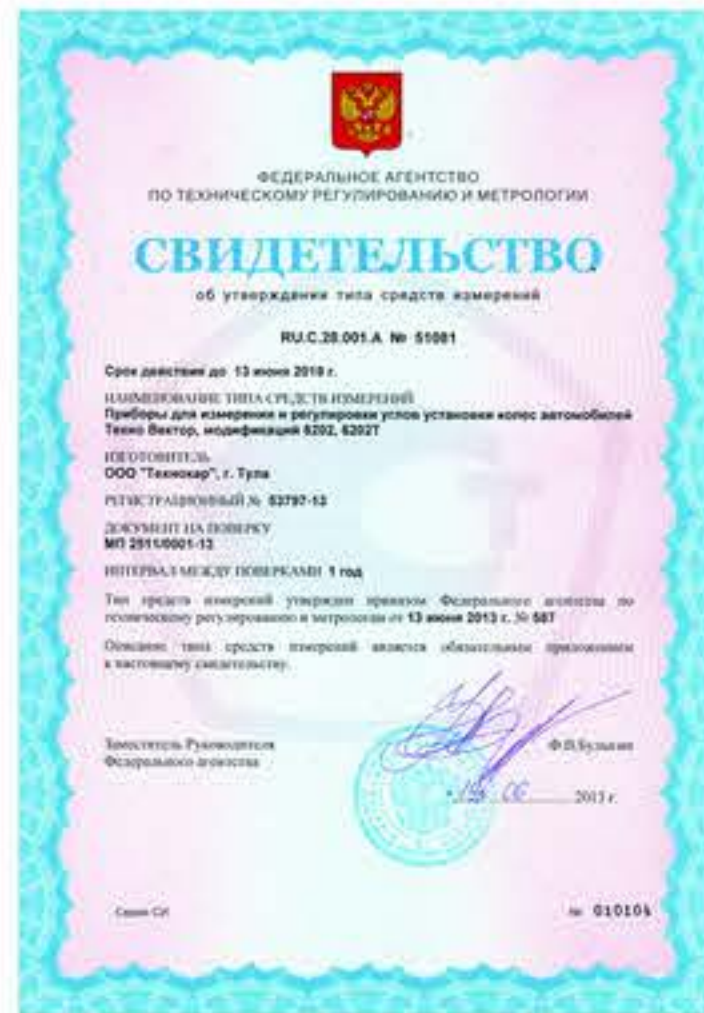 ФЕДЕРАЛЬНОЕ АГЕНТСТВО
ПО ТЕХНИЧЕСКОМУ РЕГУЛИРОВАНИЮ И МЕТРОЛОГИИ
СВИДЕТЕЛЬСТВО
об утверждении типа средств измерений
RU.C.28.001.A № 51081
Срок действия до 13 июня 2018 г.
НАИМЕНОВАНИЕ ТИПА СРЕДСТВ ИЗМЕРЕНИЙ
Приборы для измерения и регулировки углов установки колес автомобилей
Техно Вектор, модификаций 6202, 6202Т
ИЗГОТОВИТЕЛЬ
ООО "Технокар", г. Тула
РЕГИСТРАЦИОННЫЙ № 53797-13
ДОКУМЕНТ НА ПОВЕРКУ
МП 2511/0001-13
ИНТЕРВАЛ МЕЖДУ ПОВЕРКАМИ 1 год
Тип средств измерений утвержден приказом Федерального агентства по
техническому регулированию и метрологии от 13 июня 2013 г. № 587
Описание типа средств измерений является обязательным приложением
к настоящему свидетельству.
Заместитель Руководителя
Федерального агентства
Ф.В.Булыгин
06 2013 г.
Серия СИ
№ 010104